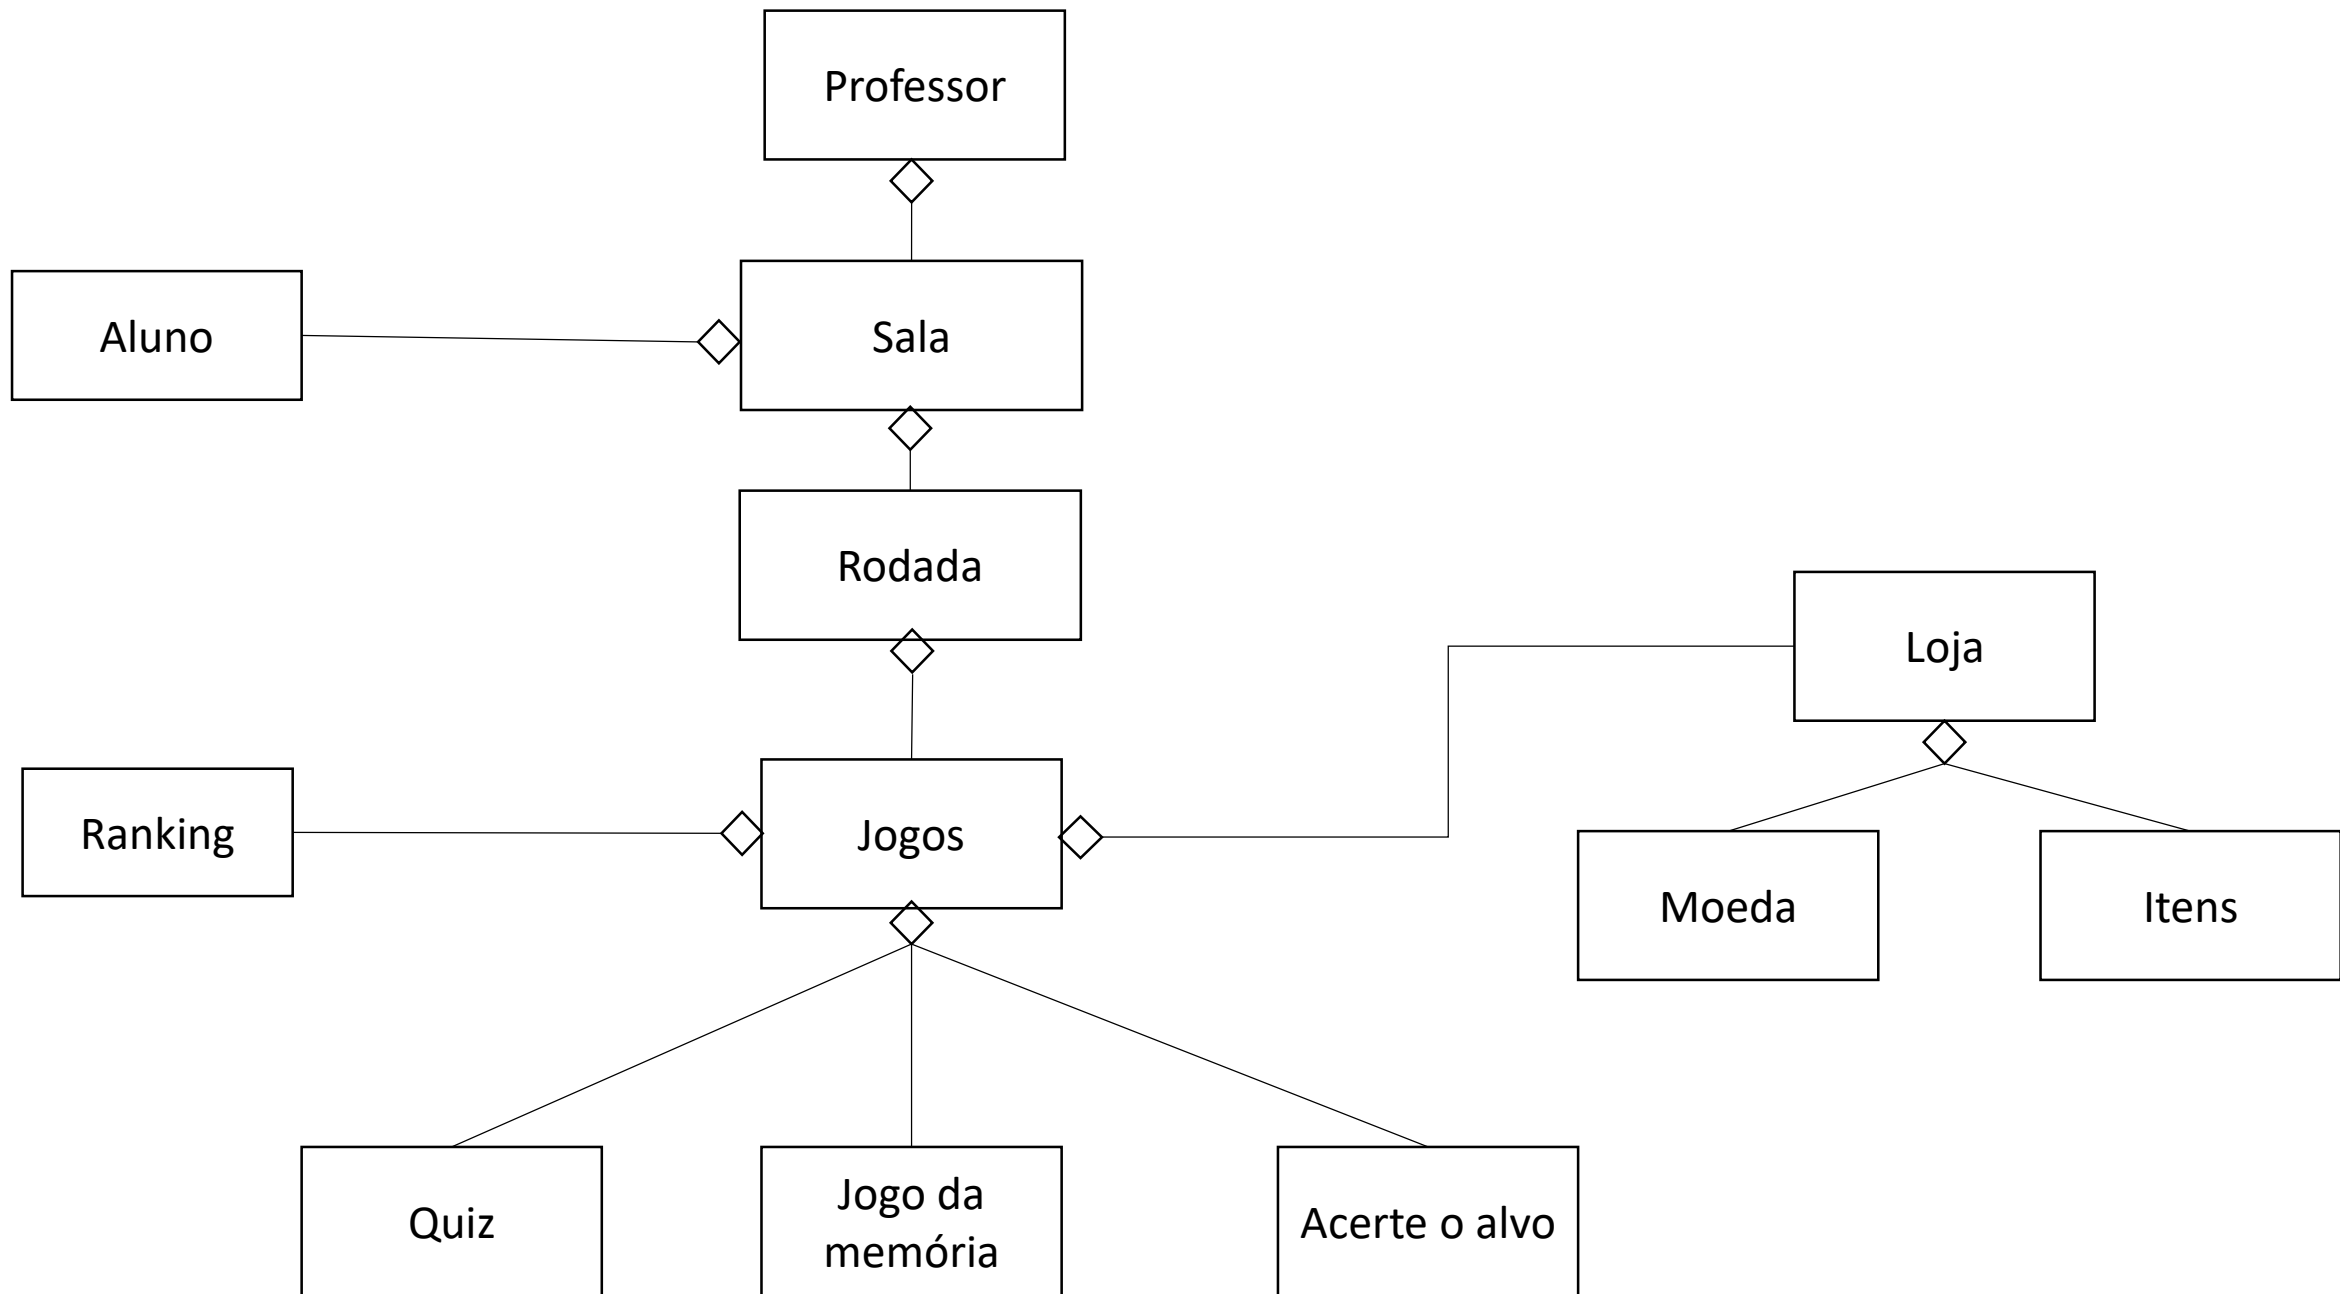 Professor
Aluno
Sala
Rodada
Loja
Ranking
Jogos
Moeda
Itens
Quiz
Jogo da
memória
Acerte o alvo